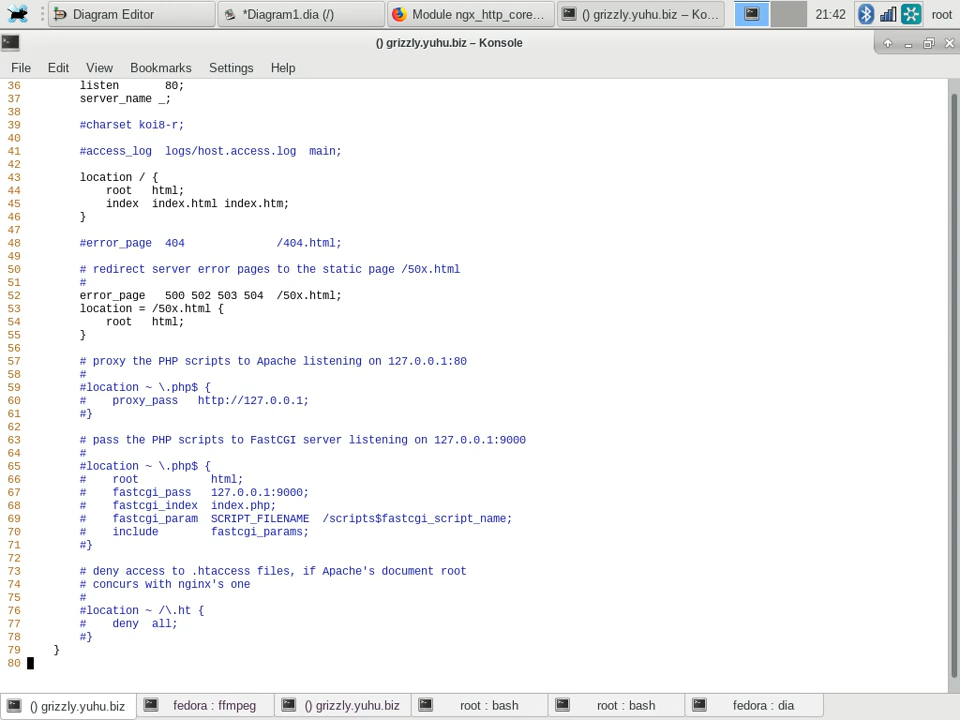 Diagram Editor
*Diagram1.dia (/)
Module ngx_http_core...
() grizzly.yuhu.biz – Ko...
21:42
root
() grizzly.yuhu.biz – Konsole
File Edit View Bookmarks Settings Help
36 listen 80;
37 server_name _;
38
39 #charset koi8-r;
40
41 #access_log logs/host.access.log main;
42
43 location / {
44 root html;
45 index index.html index.htm;
46 }
47
48 #error_page 404 /404.html;
49
50 # redirect server error pages to the static page /50x.html
51 #
52 error_page 500 502 503 504 /50x.html;
53 location = /50x.html {
54 root html;
55 }
56
57 # proxy the PHP scripts to Apache listening on 127.0.0.1:80
58 #
59 #location ~ \.php$ {
60 # proxy_pass http://127.0.0.1;
61 #}
62
63 # pass the PHP scripts to FastCGI server listening on 127.0.0.1:9000
64 #
65 #location ~ \.php$ {
66 # root html;
67 # fastcgi_pass 127.0.0.1:9000;
68 # fastcgi_index index.php;
69 # fastcgi_param SCRIPT_FILENAME /scripts$fastcgi_script_name;
70 # include fastcgi_params;
71 #}
72
73 # deny access to .htaccess files, if Apache's document root
74 # concurs with nginx's one
75 #
76 #location ~ /\.ht {
77 # deny all;
78 #}
79 }
80
() grizzly.yuhu.biz
fedora : ffmpeg
() grizzly.yuhu.biz
root : bash
root : bash
fedora : dia